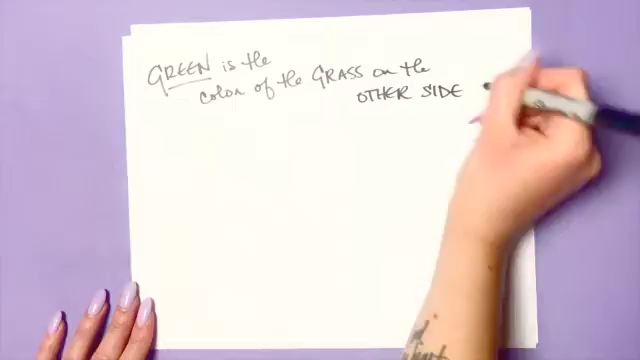 GREEN is the
color of the GRASS on the
OTHER SIDE